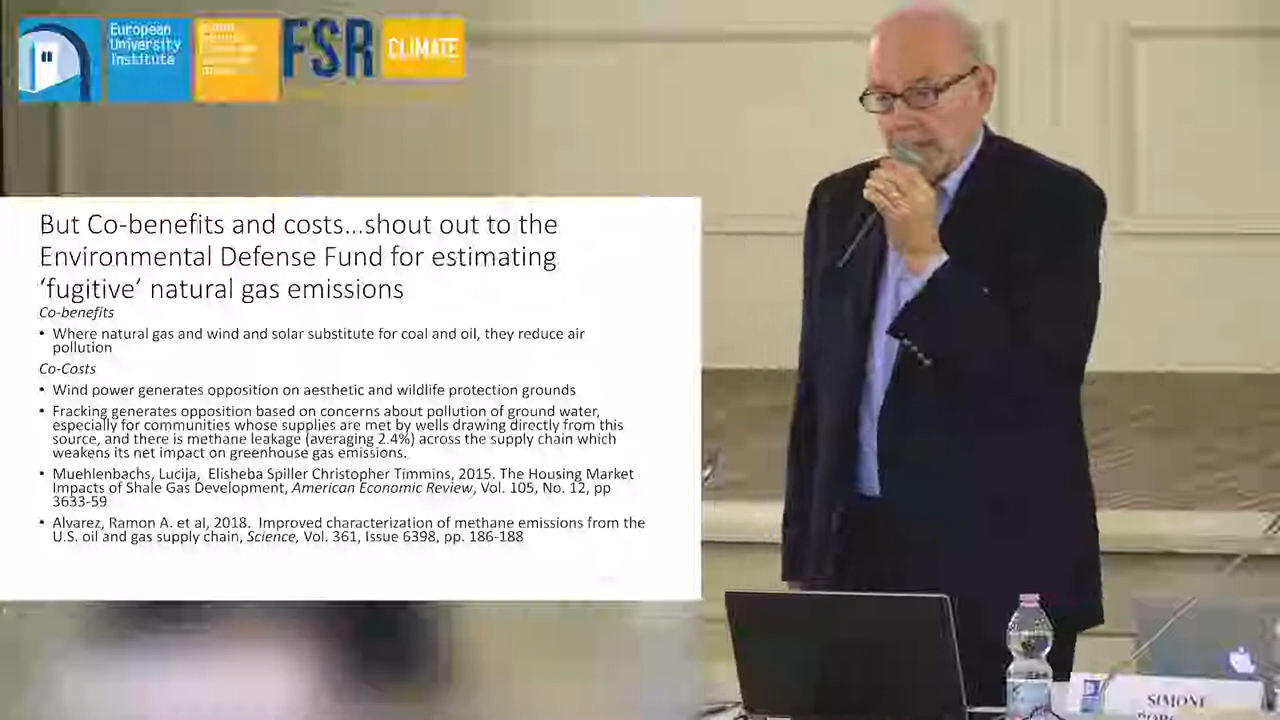 European
University
Institute
FSR
CLIMATE
But Co-benefits and costs...shout out to the
Environmental Defense Fund for estimating
‘fugitive’ natural gas emissions
Co-benefits
• Where natural gas and wind and solar substitute for coal and oil, they reduce air
pollution
Co-Costs
• Wind power generates opposition on aesthetic and wildlife protection grounds
• Fracking generates opposition based on concerns about pollution of ground water,
especially for communities whose supplies are met by wells drawing directly from this
source, and there is methane leakage (averaging 2.4%) across the supply chain which
weakens its net impact on greenhouse gas emissions.
• Muehlenbachs, Lucija, Elisheba Spiller Christopher Timmins, 2015. The Housing Market
Impacts of Shale Gas Development, American Economic Review, Vol. 105, No. 12, pp
3633-59
• Alvarez, Ramon A. et al, 2018. Improved characterization of methane emissions from the
U.S. oil and gas supply chain, Science, Vol. 361, Issue 6398, pp. 186-188
SIMONE